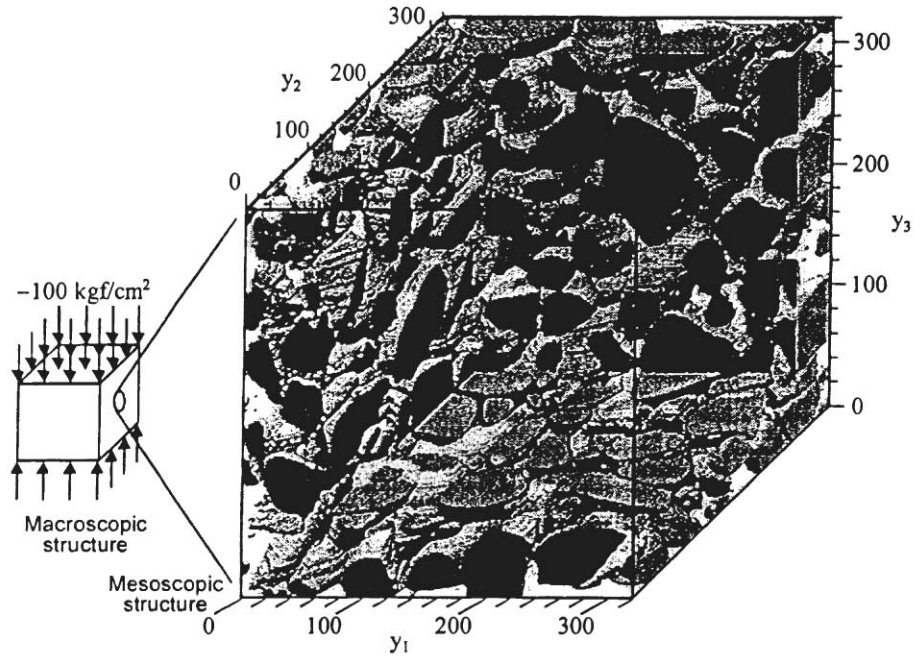 300
200
y₂
100
0
300
200
y₃
100
0
−100 kgf/cm²
Macroscopic
structure
Mesoscopic
structure
0
100
200
300
y₁